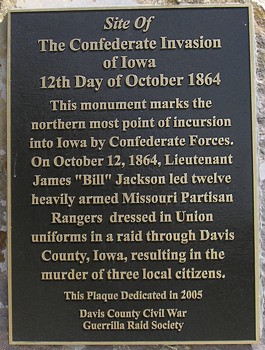 Site Of
The Confederate Invasion
of Iowa
12th Day of October 1864
This monument marks the
northern most point of incursion
into Iowa by Confederate Forces.
On October 12, 1864, Lieutenant
James "Bill" Jackson led twelve
heavily armed Missouri Partisan
Rangers dressed in Union
uniforms in a raid through Davis
County, Iowa, resulting in the
murder of three local citizens.
This Plaque Dedicated in 2005
Davis County Civil War
Guerrilla Raid Society